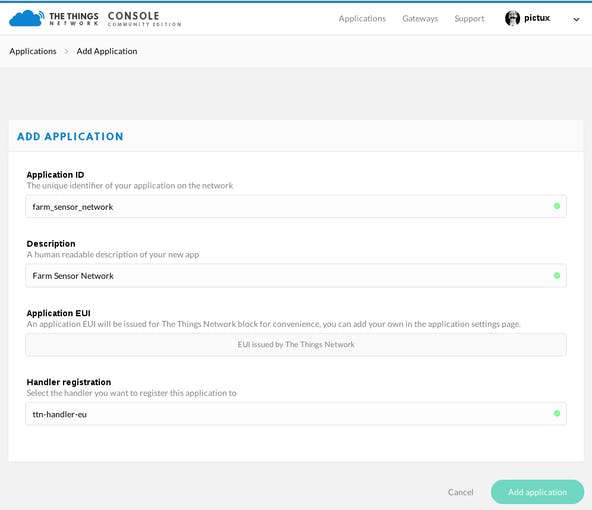 THE THINGS
NETWORK
CONSOLE
COMMUNITY EDITION
Applications Gateways Support pictux
Applications Add Application
ADD APPLICATION
Application ID
The unique identifier of your application on the network
farm_sensor_network
Description
A human readable description of your new app
Farm Sensor Network
Application EUI
An application EUI will be issued for The Things Network block for convenience, you can add your own in the application settings page.
EUI issued by The Things Network
Handler registration
Select the handler you want to register this application to
ttn-handler-eu
Cancel Add application